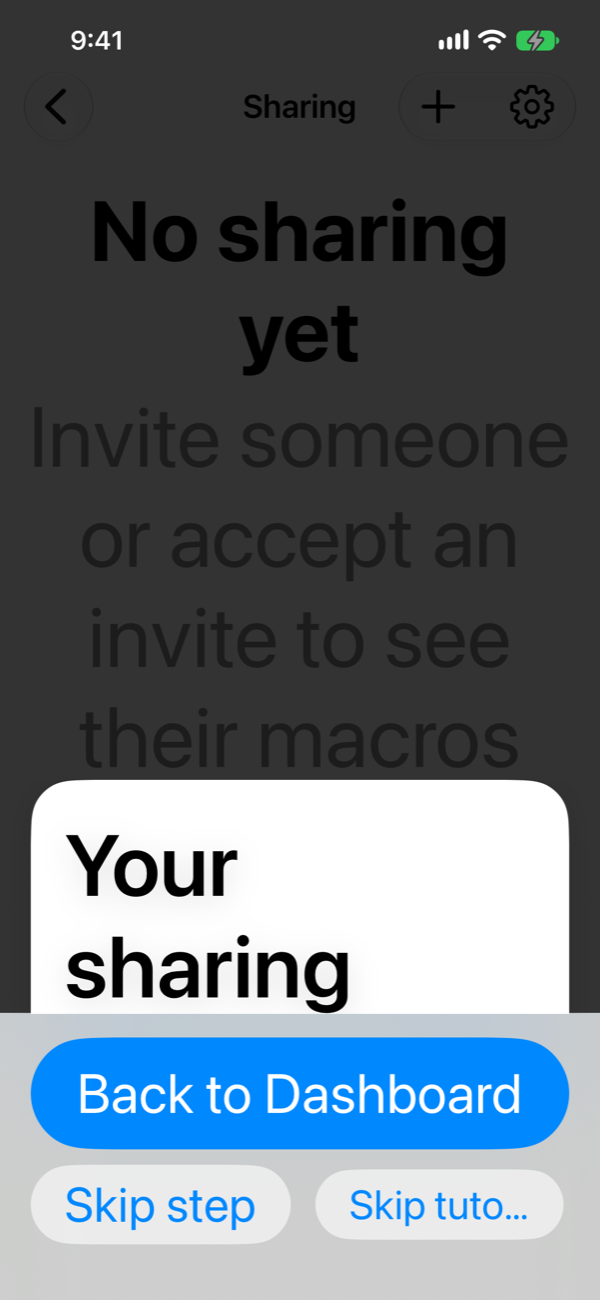 9:41
Sharing
No sharing
yet
Invite someone
or accept an
invite to see
their macros
Your
sharing
Back to Dashboard
Skip step
Skip tuto…